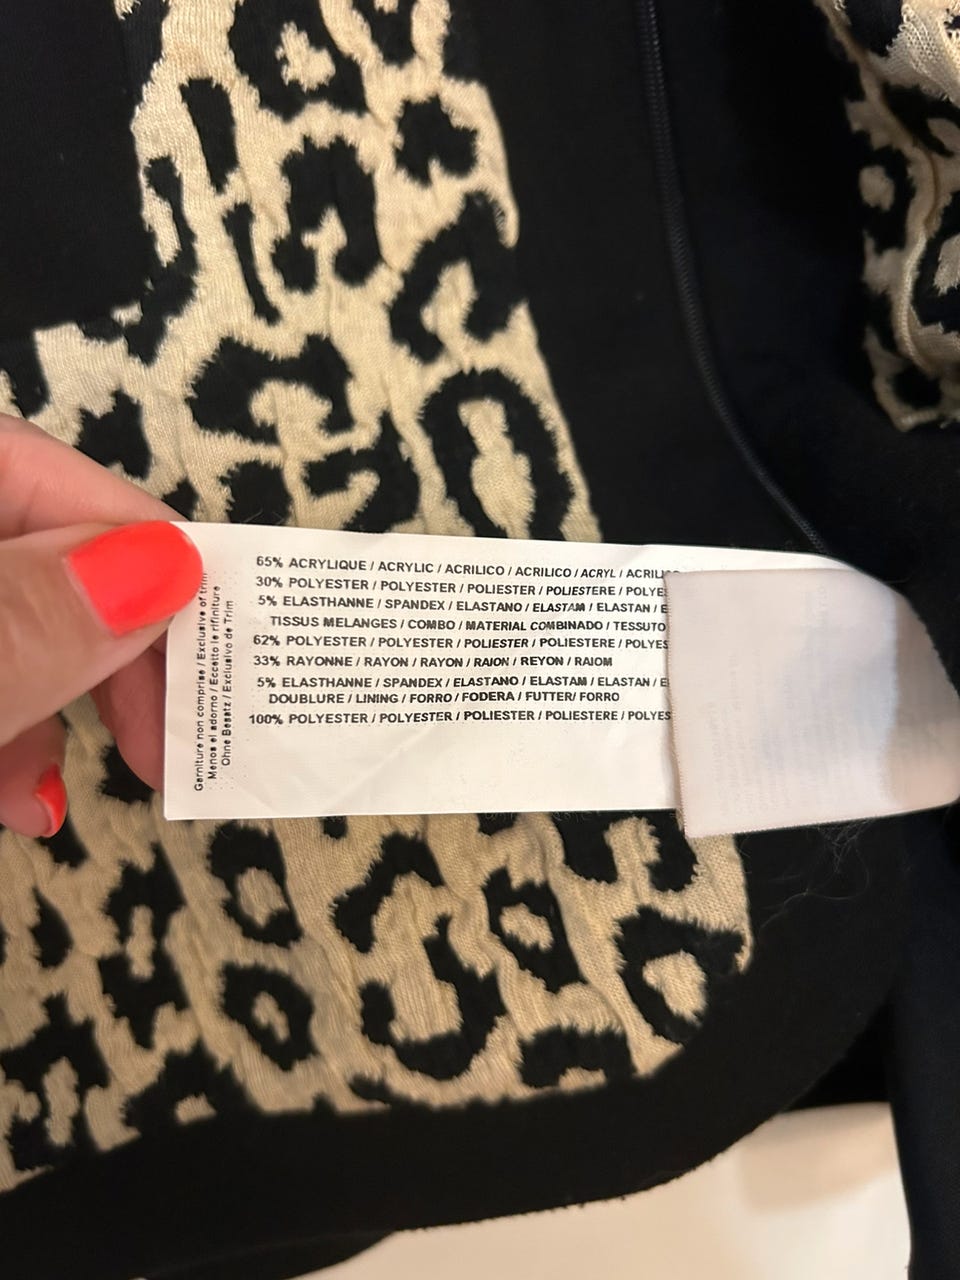 65% ACRYLIQUE / ACRYLIC / ACRILICO / ACRILICO / ACRYL / ACRILI
30% POLYESTER / POLYESTER / POLIESTER / POLIESTERE / POLYE
5% ELASTHANNE / SPANDEX / ELASTANO / ELASTAM / ELASTAN / E
TISSUS MELANGES / COMBO / MATERIAL COMBINADO / TESSUTO
62% POLYESTER / POLYESTER / POLIESTER / POLIESTERE / POLYES
33% RAYONNE / RAYON / RAYON / RAION / REYON / RAIOM
5% ELASTHANNE / SPANDEX / ELASTANO / ELASTAM / ELASTAN / E
DOUBLURE / LINING / FORRO / FODERA / FUTTER/ FORRO
100% POLYESTER / POLYESTER / POLIESTER / POLIESTERE / POLYES
Garniture non comprise / Exclusive of trim
Menos el adorno / Eccetto le rifiniture
Ohne Besatz / Exclusivo de Trim